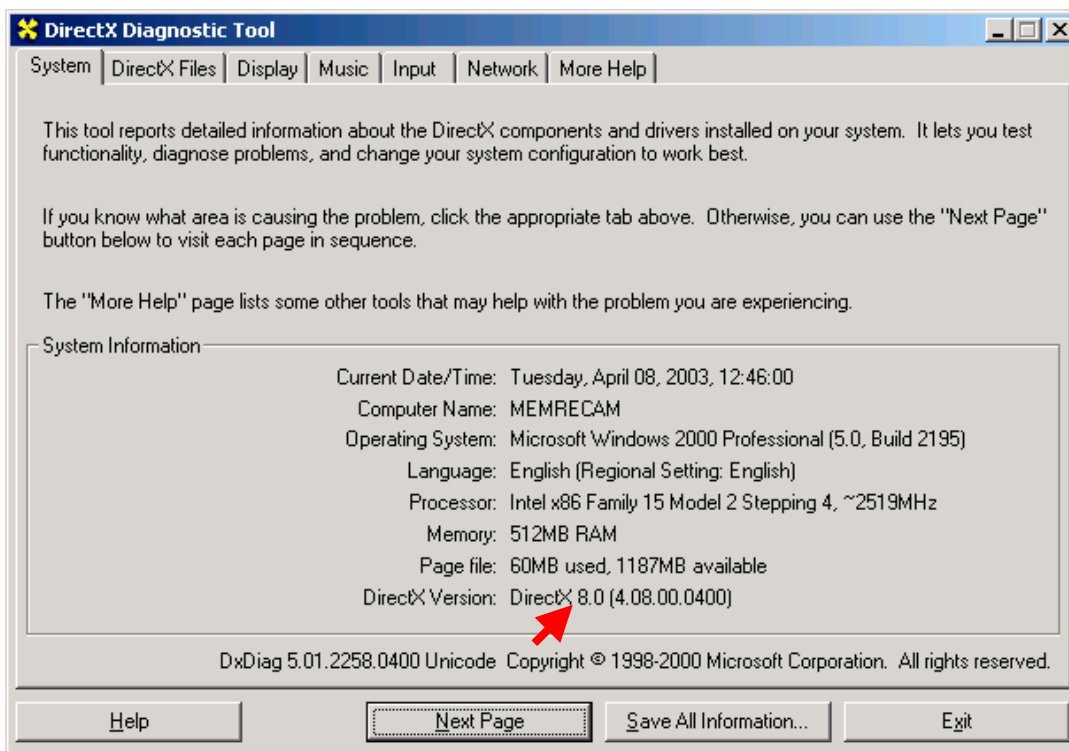 DirectX Diagnostic Tool
System DirectX Files Display Music Input Network More Help
This tool reports detailed information about the DirectX components and drivers installed on your system. It lets you test
functionality, diagnose problems, and change your system configuration to work best.
If you know what area is causing the problem, click the appropriate tab above. Otherwise, you can use the "Next Page"
button below to visit each page in sequence.
The "More Help" page lists some other tools that may help with the problem you are experiencing.
System Information
Current Date/Time: Tuesday, April 08, 2003, 12:46:00
Computer Name: MEMRECAM
Operating System: Microsoft Windows 2000 Professional (5.0, Build 2195)
Language: English (Regional Setting: English)
Processor: Intel x86 Family 15 Model 2 Stepping 4, ~2519MHz
Memory: 512MB RAM
Page file: 60MB used, 1187MB available
DirectX Version: DirectX 8.0 (4.08.00.0400)
DxDiag 5.01.2258.0400 Unicode Copyright © 1998-2000 Microsoft Corporation. All rights reserved.
Help Next Page Save All Information... Exit